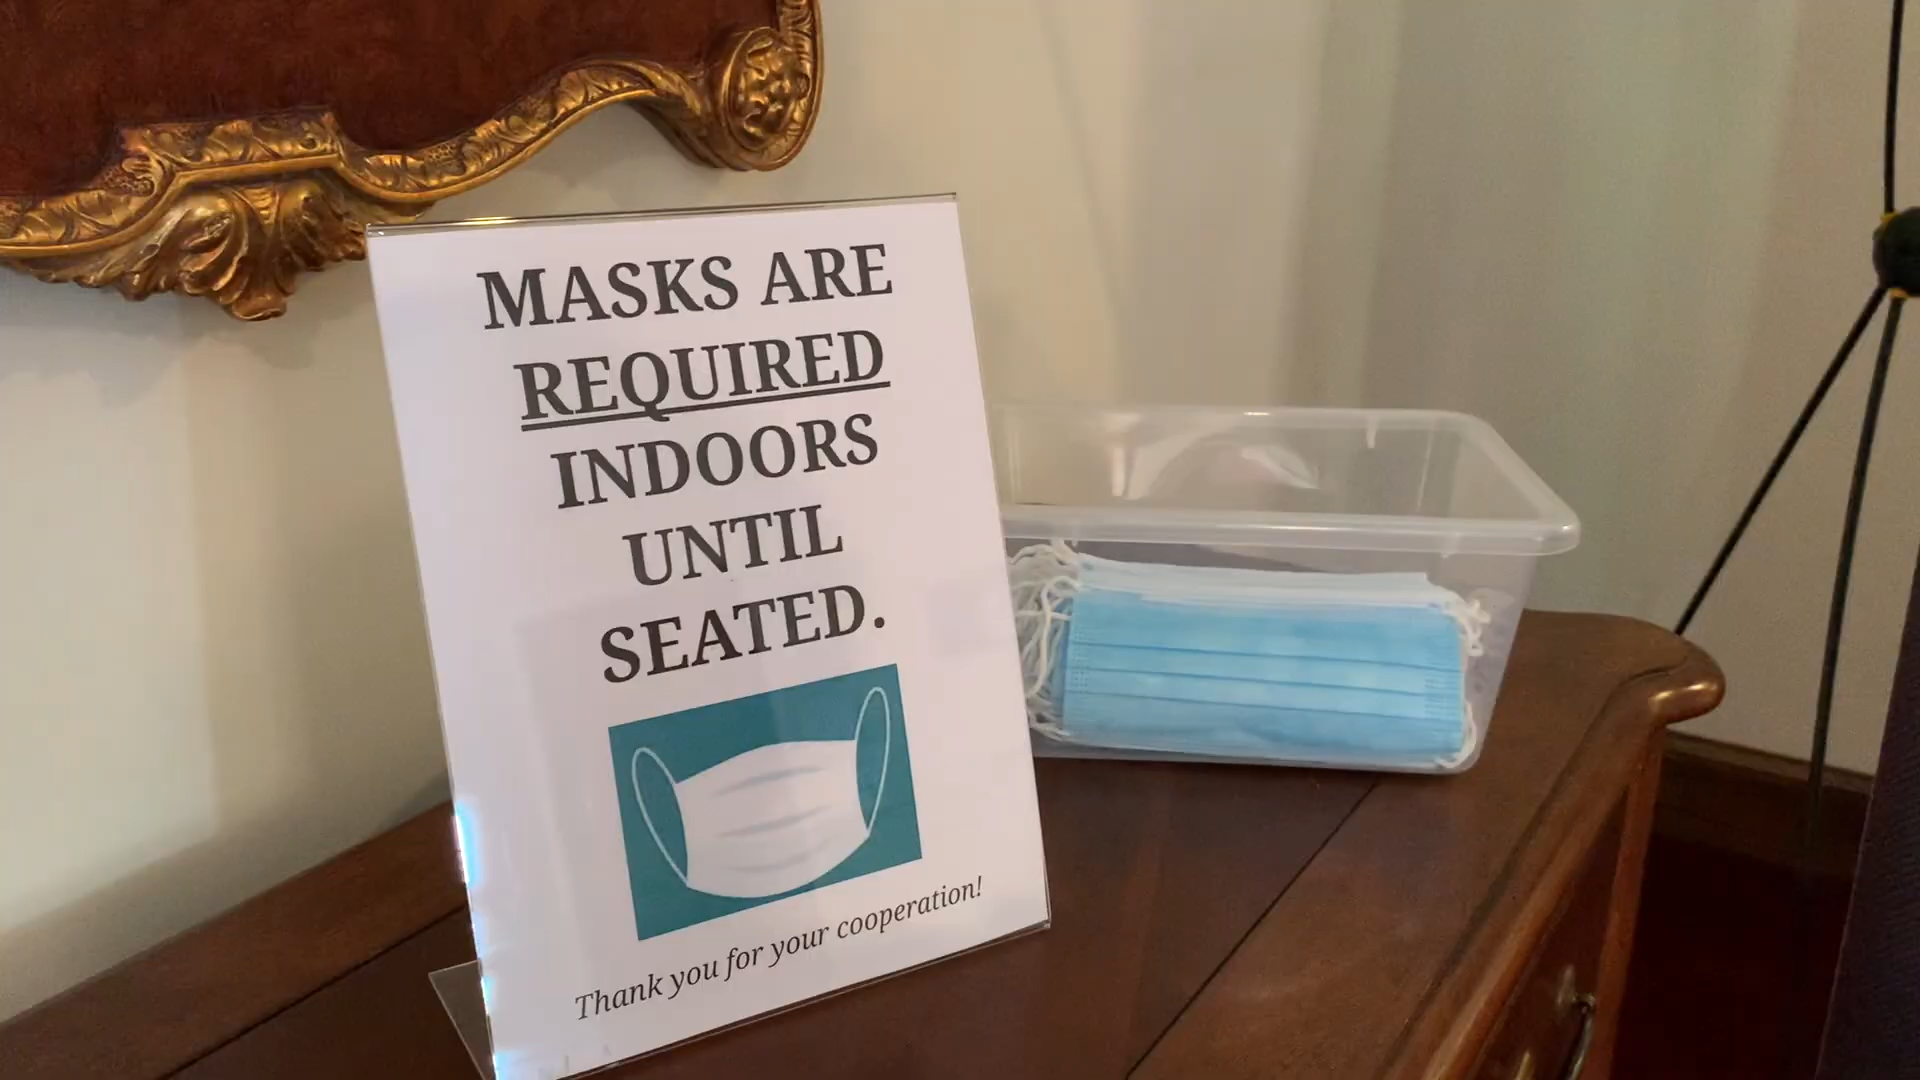 MASKS ARE
REQUIRED
INDOORS
UNTIL
SEATED.
Thank you for your cooperation!